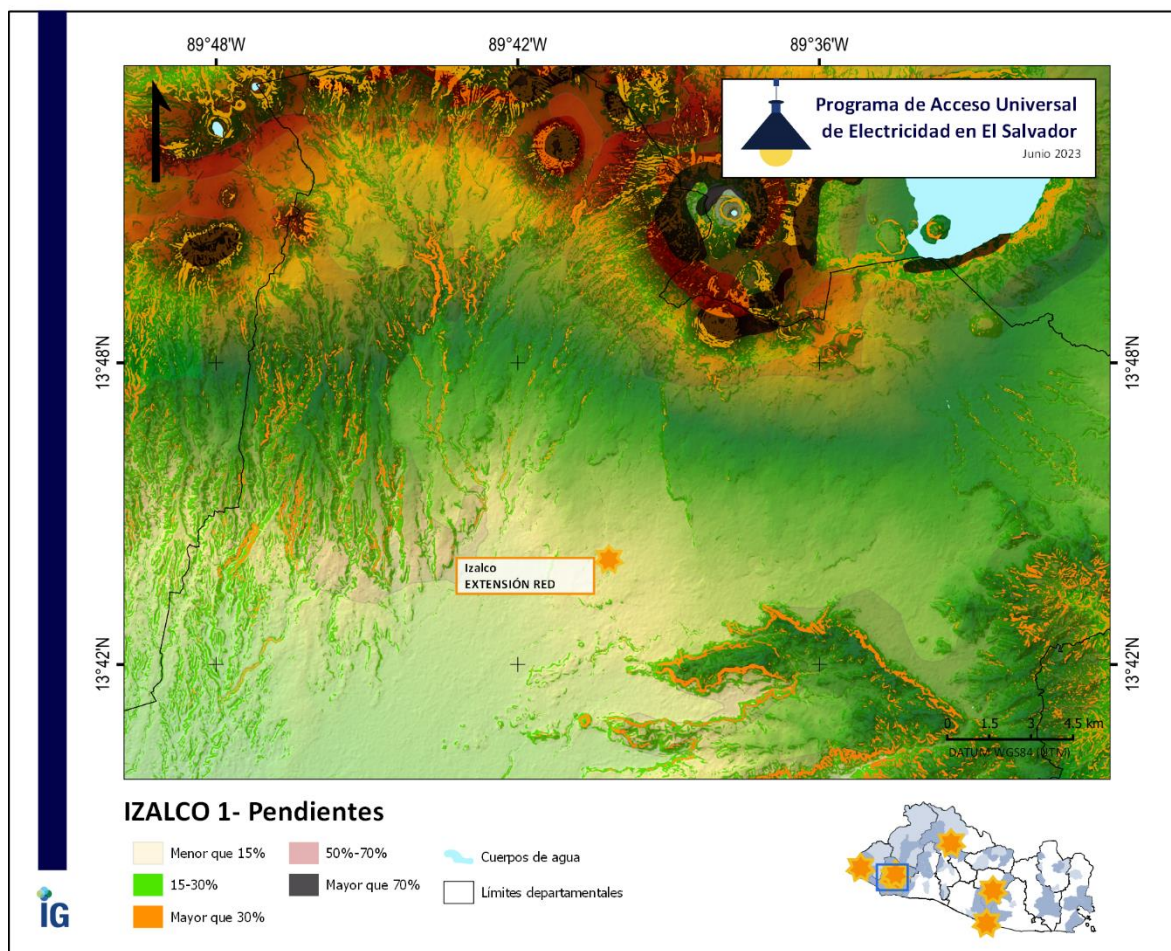 89°48'W
89°42'W
89°36'W
Programa de Acceso Universal
de Electricidad en El Salvador
Junio 2023
13°48'N
13°48'N
Izalco
EXTENSIÓN RED
13°42'N
13°42'N
0 1.5 3 4.5 km
DATUM WGS84 (UTM)
IZALCO 1- Pendientes
Menor que 15%
50%-70%
Cuerpos de agua
15-30%
Mayor que 70%
Límites departamentales
Mayor que 30%
IG